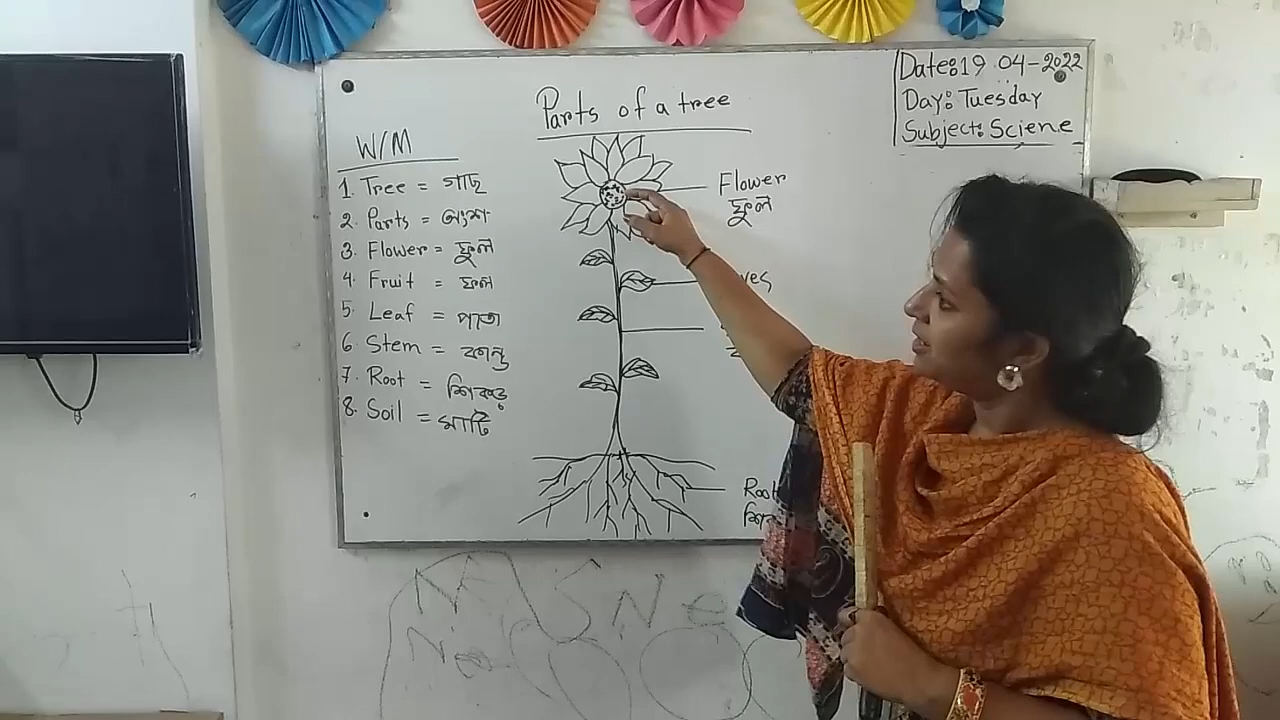 Parts of a tree
Date: 19 04-2022
Day: Tuesday
Subject: Sciene
W/M
1. Tree = গাছ
2. Parts = অংশ
3. Flower = ফুল
4. Fruit = ফল
5. Leaf = পাতা
6 Stem = কান্ড
7. Root = শিকড়
8. Soil = মাটি
Flower
ফুল